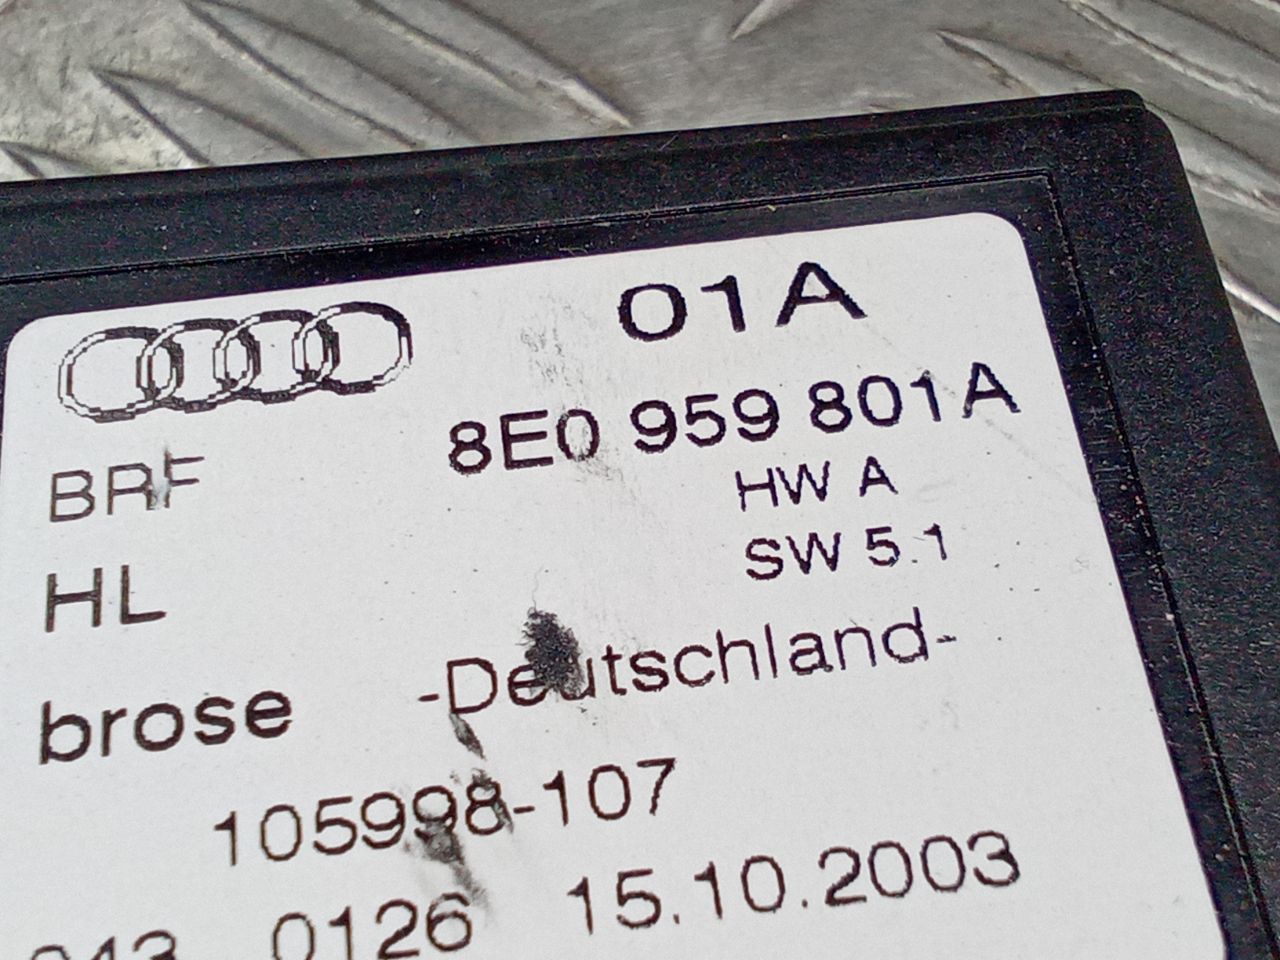 01A
8E0 959 801A
BRF
HW A
HL
SW 5.1
brose -Deutschland-
105998-107
0126 15.10.2003